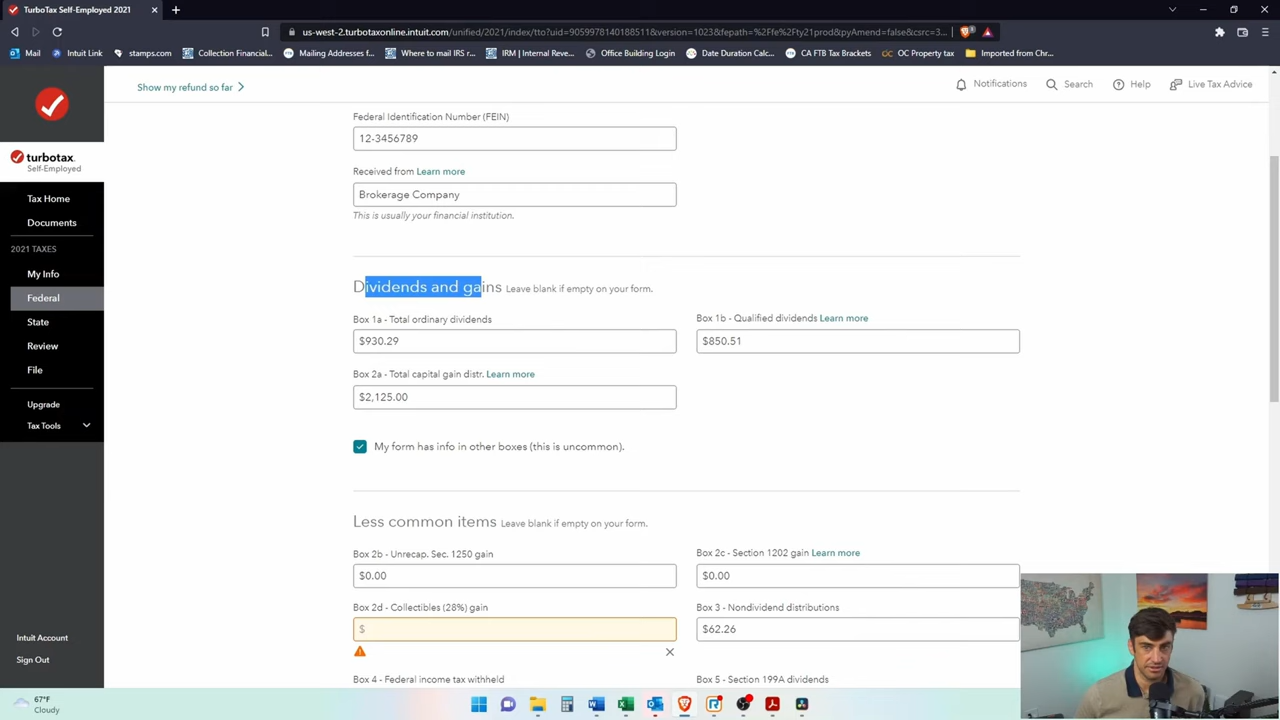 TurboTax Self-Employed 2021
us-west-2.turbotaxonline.intuit.com/unified/2021/index/tto?uid=9059978140188511&version=1023&fepath=%2Ffe%2Fty21prod&pyAmend=false&csrc=3...
Mail
Intuit Link
stamps.com
Collection Financial...
Mailing Addresses f...
Where to mail IRS r...
IRM | Internal Reve...
Office Building Login
Date Duration Calc...
CA FTB Tax Brackets
OC Property tax
Imported from Chr...
Show my refund so far
Notifications
Search
Help
Live Tax Advice
turbotax
Self-Employed
Tax Home
Documents
2021 TAXES
My Info
Federal
State
Review
File
Upgrade
Tax Tools
Intuit Account
Sign Out
Federal Identification Number (FEIN)
12-3456789
Received from Learn more
Brokerage Company
This is usually your financial institution.
Dividends and gains Leave blank if empty on your form.
Box 1a - Total ordinary dividends
$930.29
Box 1b - Qualified dividends Learn more
$850.51
Box 2a - Total capital gain distr. Learn more
$2,125.00
My form has info in other boxes (this is uncommon).
Less common items Leave blank if empty on your form.
Box 2b - Unrecap. Sec. 1250 gain
$0.00
Box 2c - Section 1202 gain Learn more
$0.00
Box 2d - Collectibles (28%) gain
$
Box 3 - Nondividend distributions
$62.26
Box 4 - Federal income tax withheld
Box 5 - Section 199A dividends
67°F
Cloudy